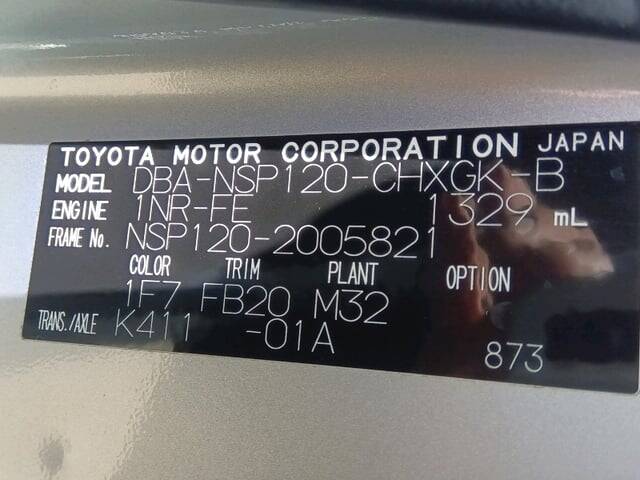 TOYOTA MOTOR CORPORATION JAPAN
MODEL DBA-NSP120-CHXGK-B
ENGINE 1NR-FE 1329 mL
FRAME No. NSP120-2005821
COLOR TRIM PLANT OPTION
1F7 FB20 M32
TRANS./AXLE K411 -01A
873